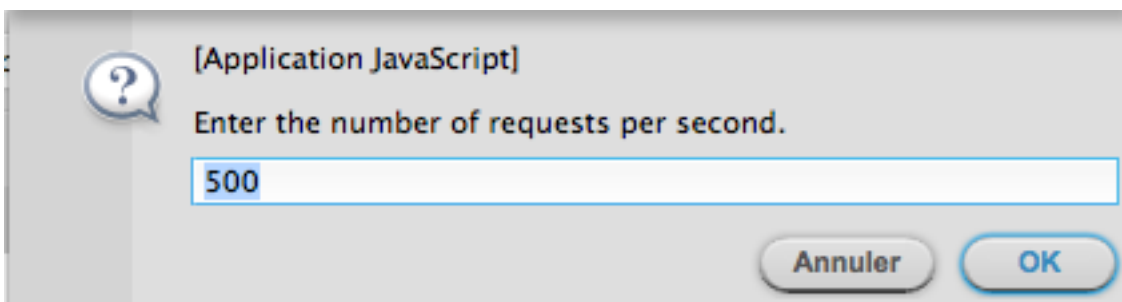 [Application JavaScript]
Enter the number of requests per second.
500
Annuler OK